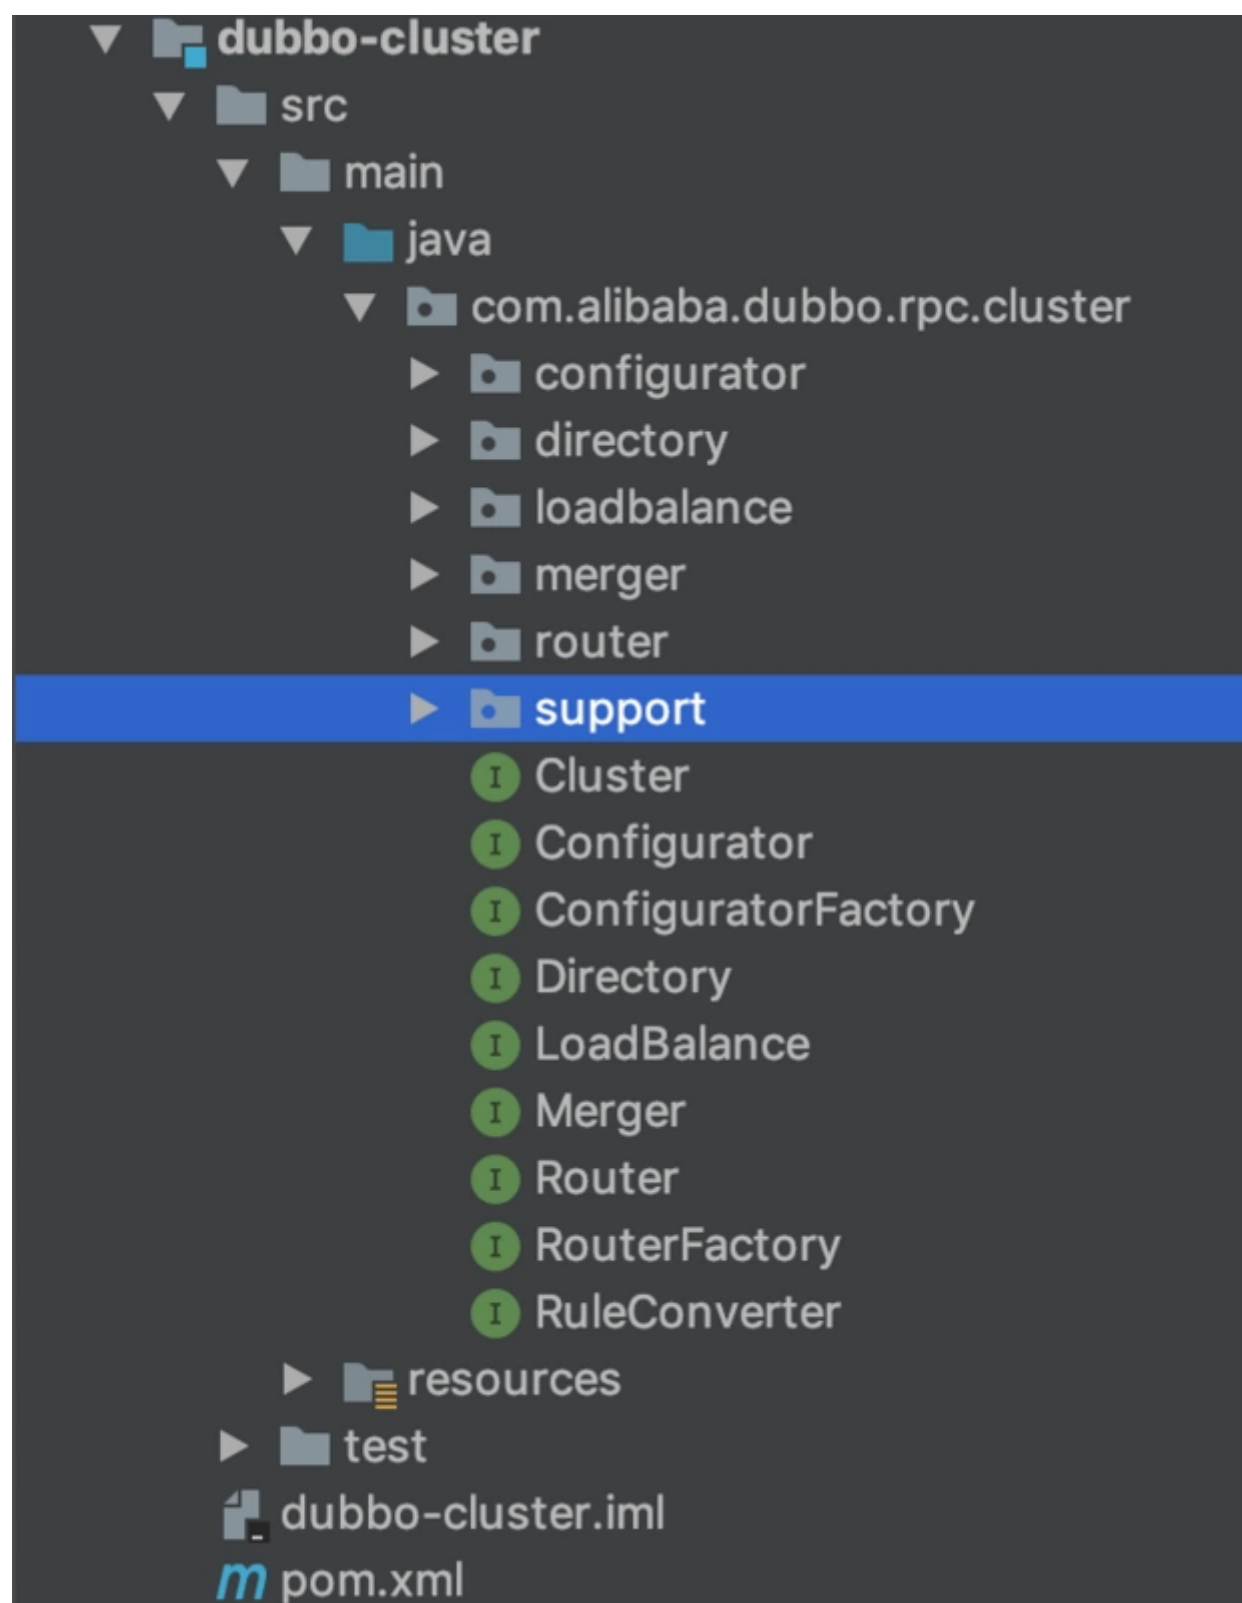 dubbo-cluster
src
main
java
com.alibaba.dubbo.rpc.cluster
configurator
directory
loadbalance
merger
router
support
I Cluster
I Configurator
I ConfiguratorFactory
I Directory
I LoadBalance
I Merger
I Router
I RouterFactory
I RuleConverter
resources
test
dubbo-cluster.iml
m pom.xml